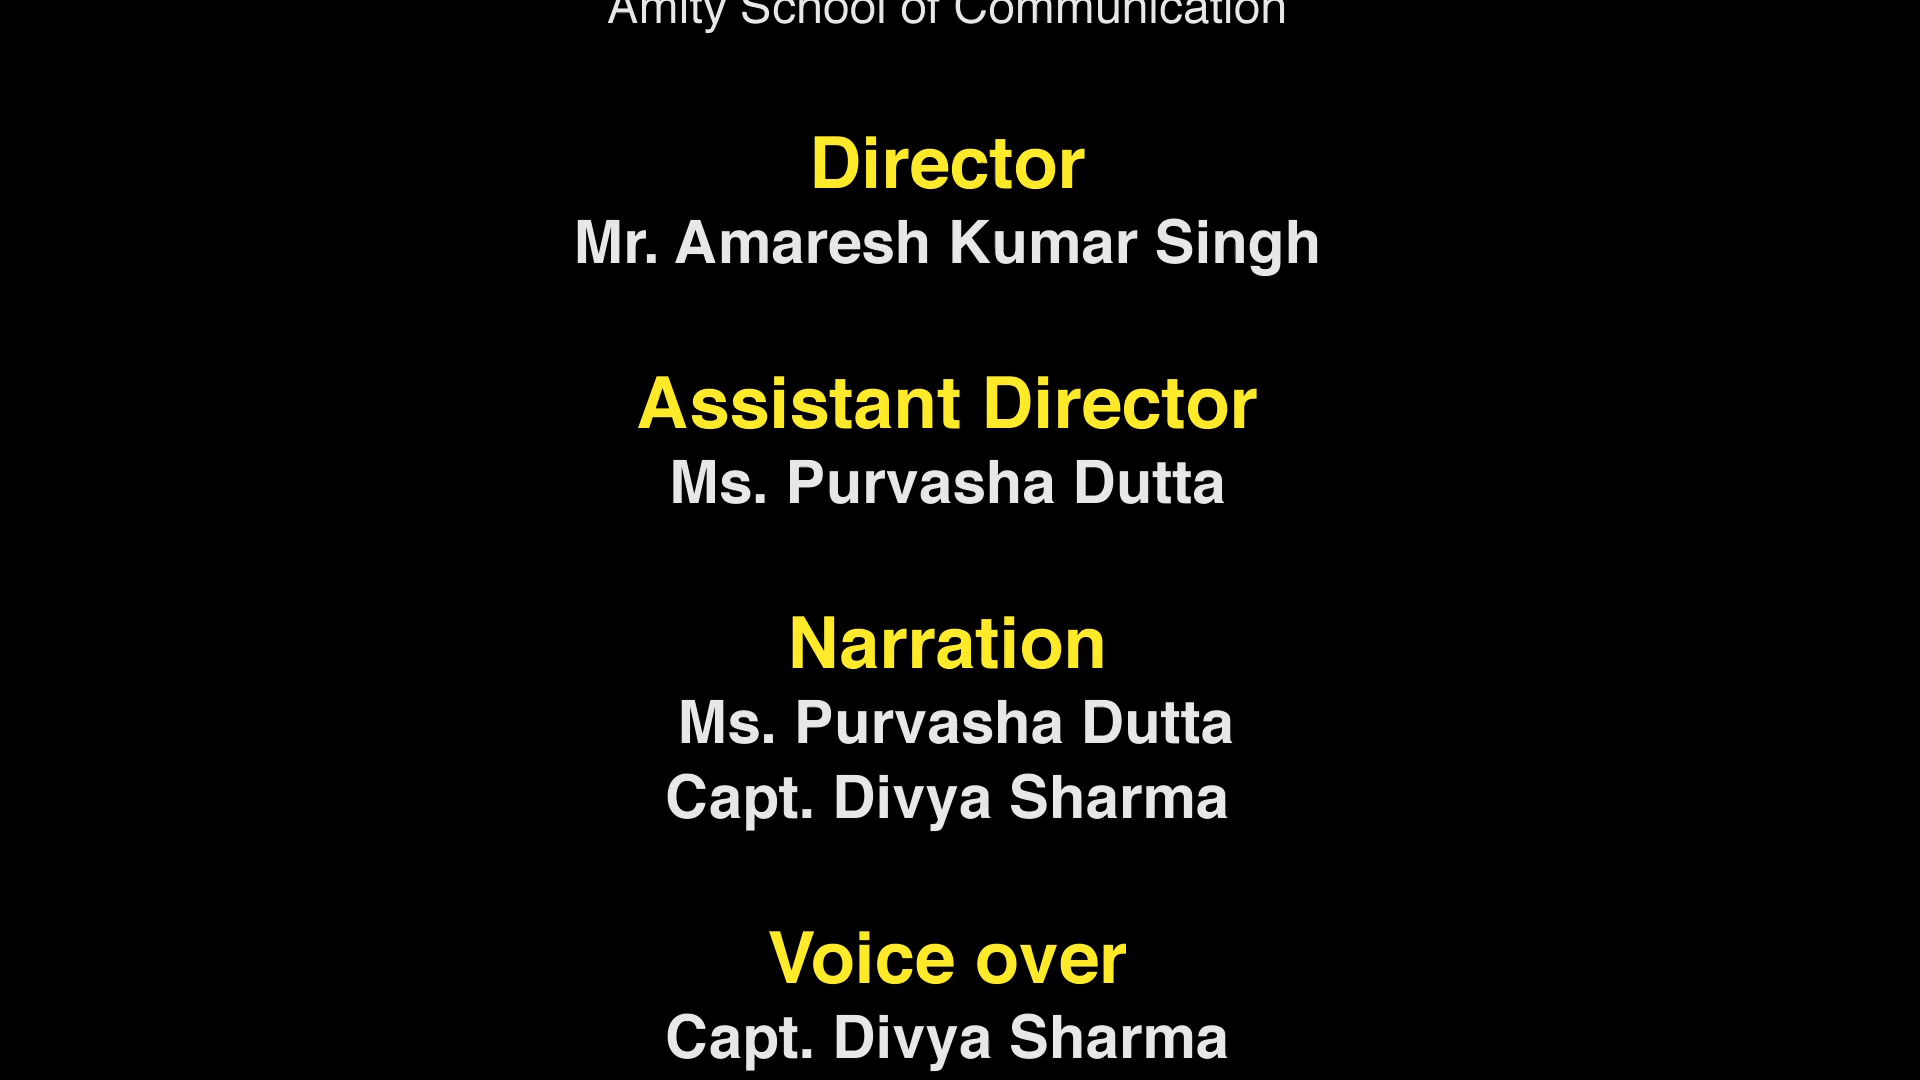 Amity School of Communication
Director
Mr. Amaresh Kumar Singh
Assistant Director
Ms. Purvasha Dutta
Narration
Ms. Purvasha Dutta
Capt. Divya Sharma
Voice over
Capt. Divya Sharma